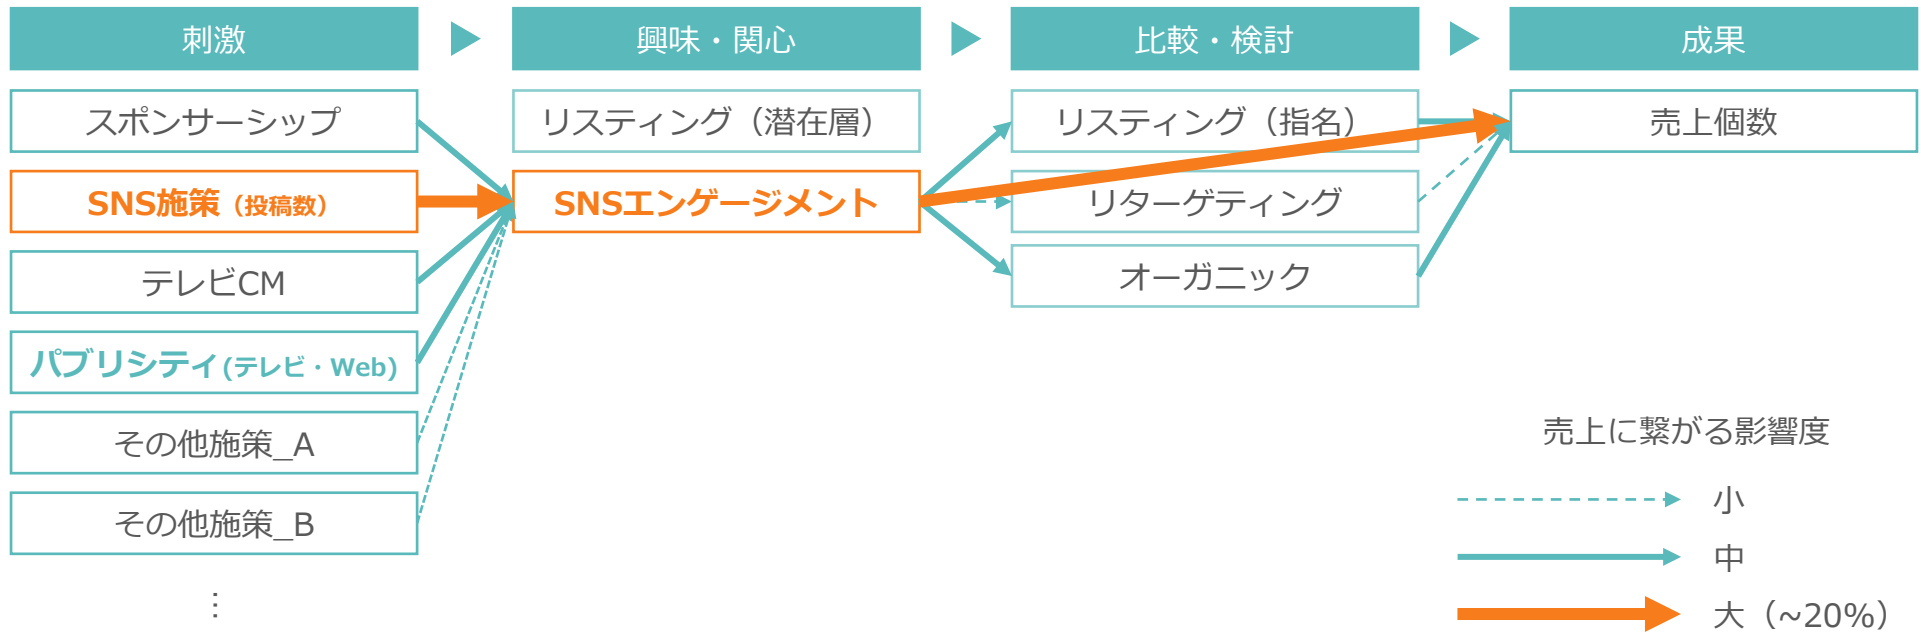 刺激
興味・関心
比較・検討
成果
スポンサーシップ
リスティング（潜在層）
リスティング（指名）
売上個数
SNS施策（投稿数）
SNSエンゲージメント
リターゲティング
テレビCM
オーガニック
パブリシティ(テレビ・Web)
その他施策_A
その他施策_B
…
売上に繋がる影響度
小
中
大（~20%）